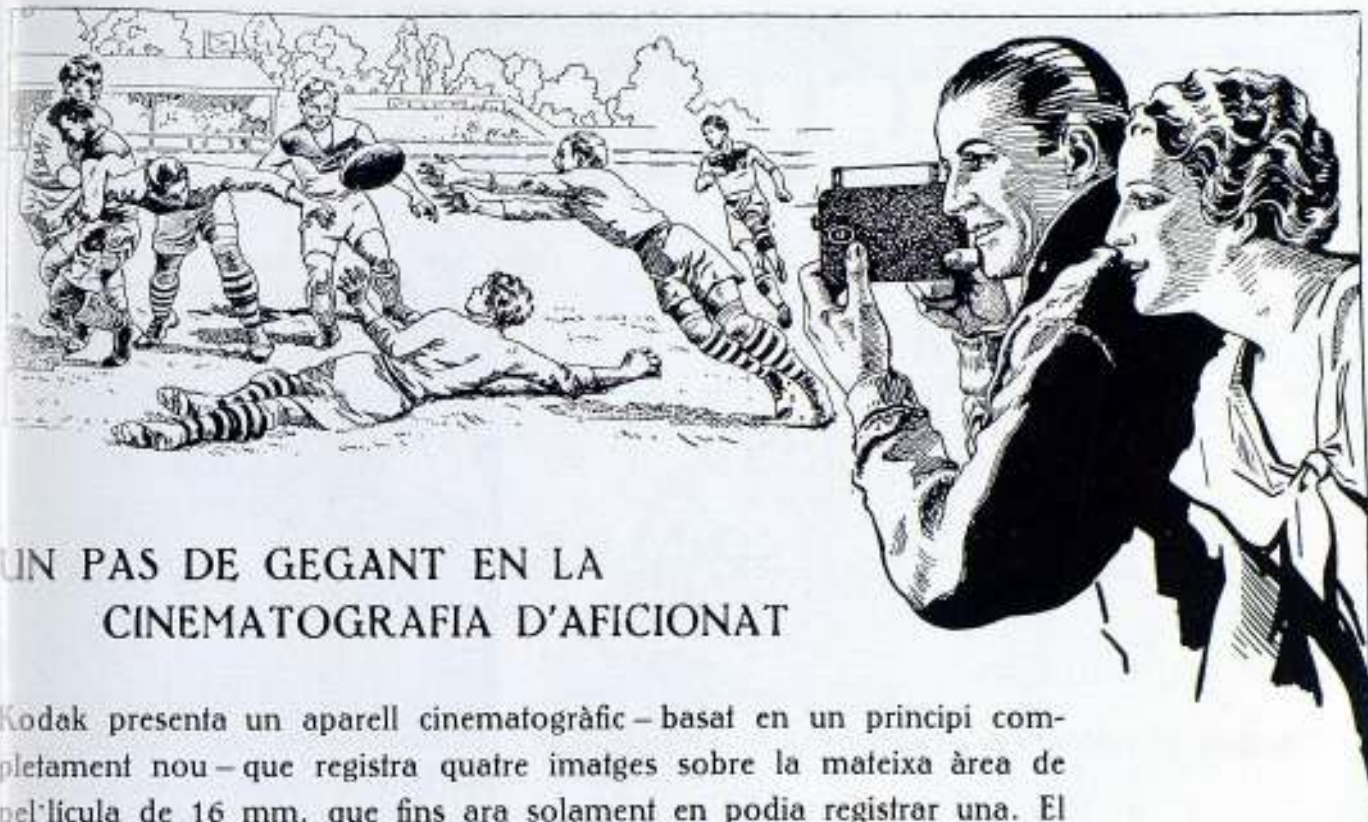 UN PAS DE GEGANT EN LA
CINEMATOGRAFIA D'AFICIONAT
Kodak presenta un aparell cinematogràfic – basat en un principi com-
pletament nou – que registra quatre imatges sobre la mateixa àrea de
pel·lícula de 16 mm. que fins ara solament en podia registrar una. El